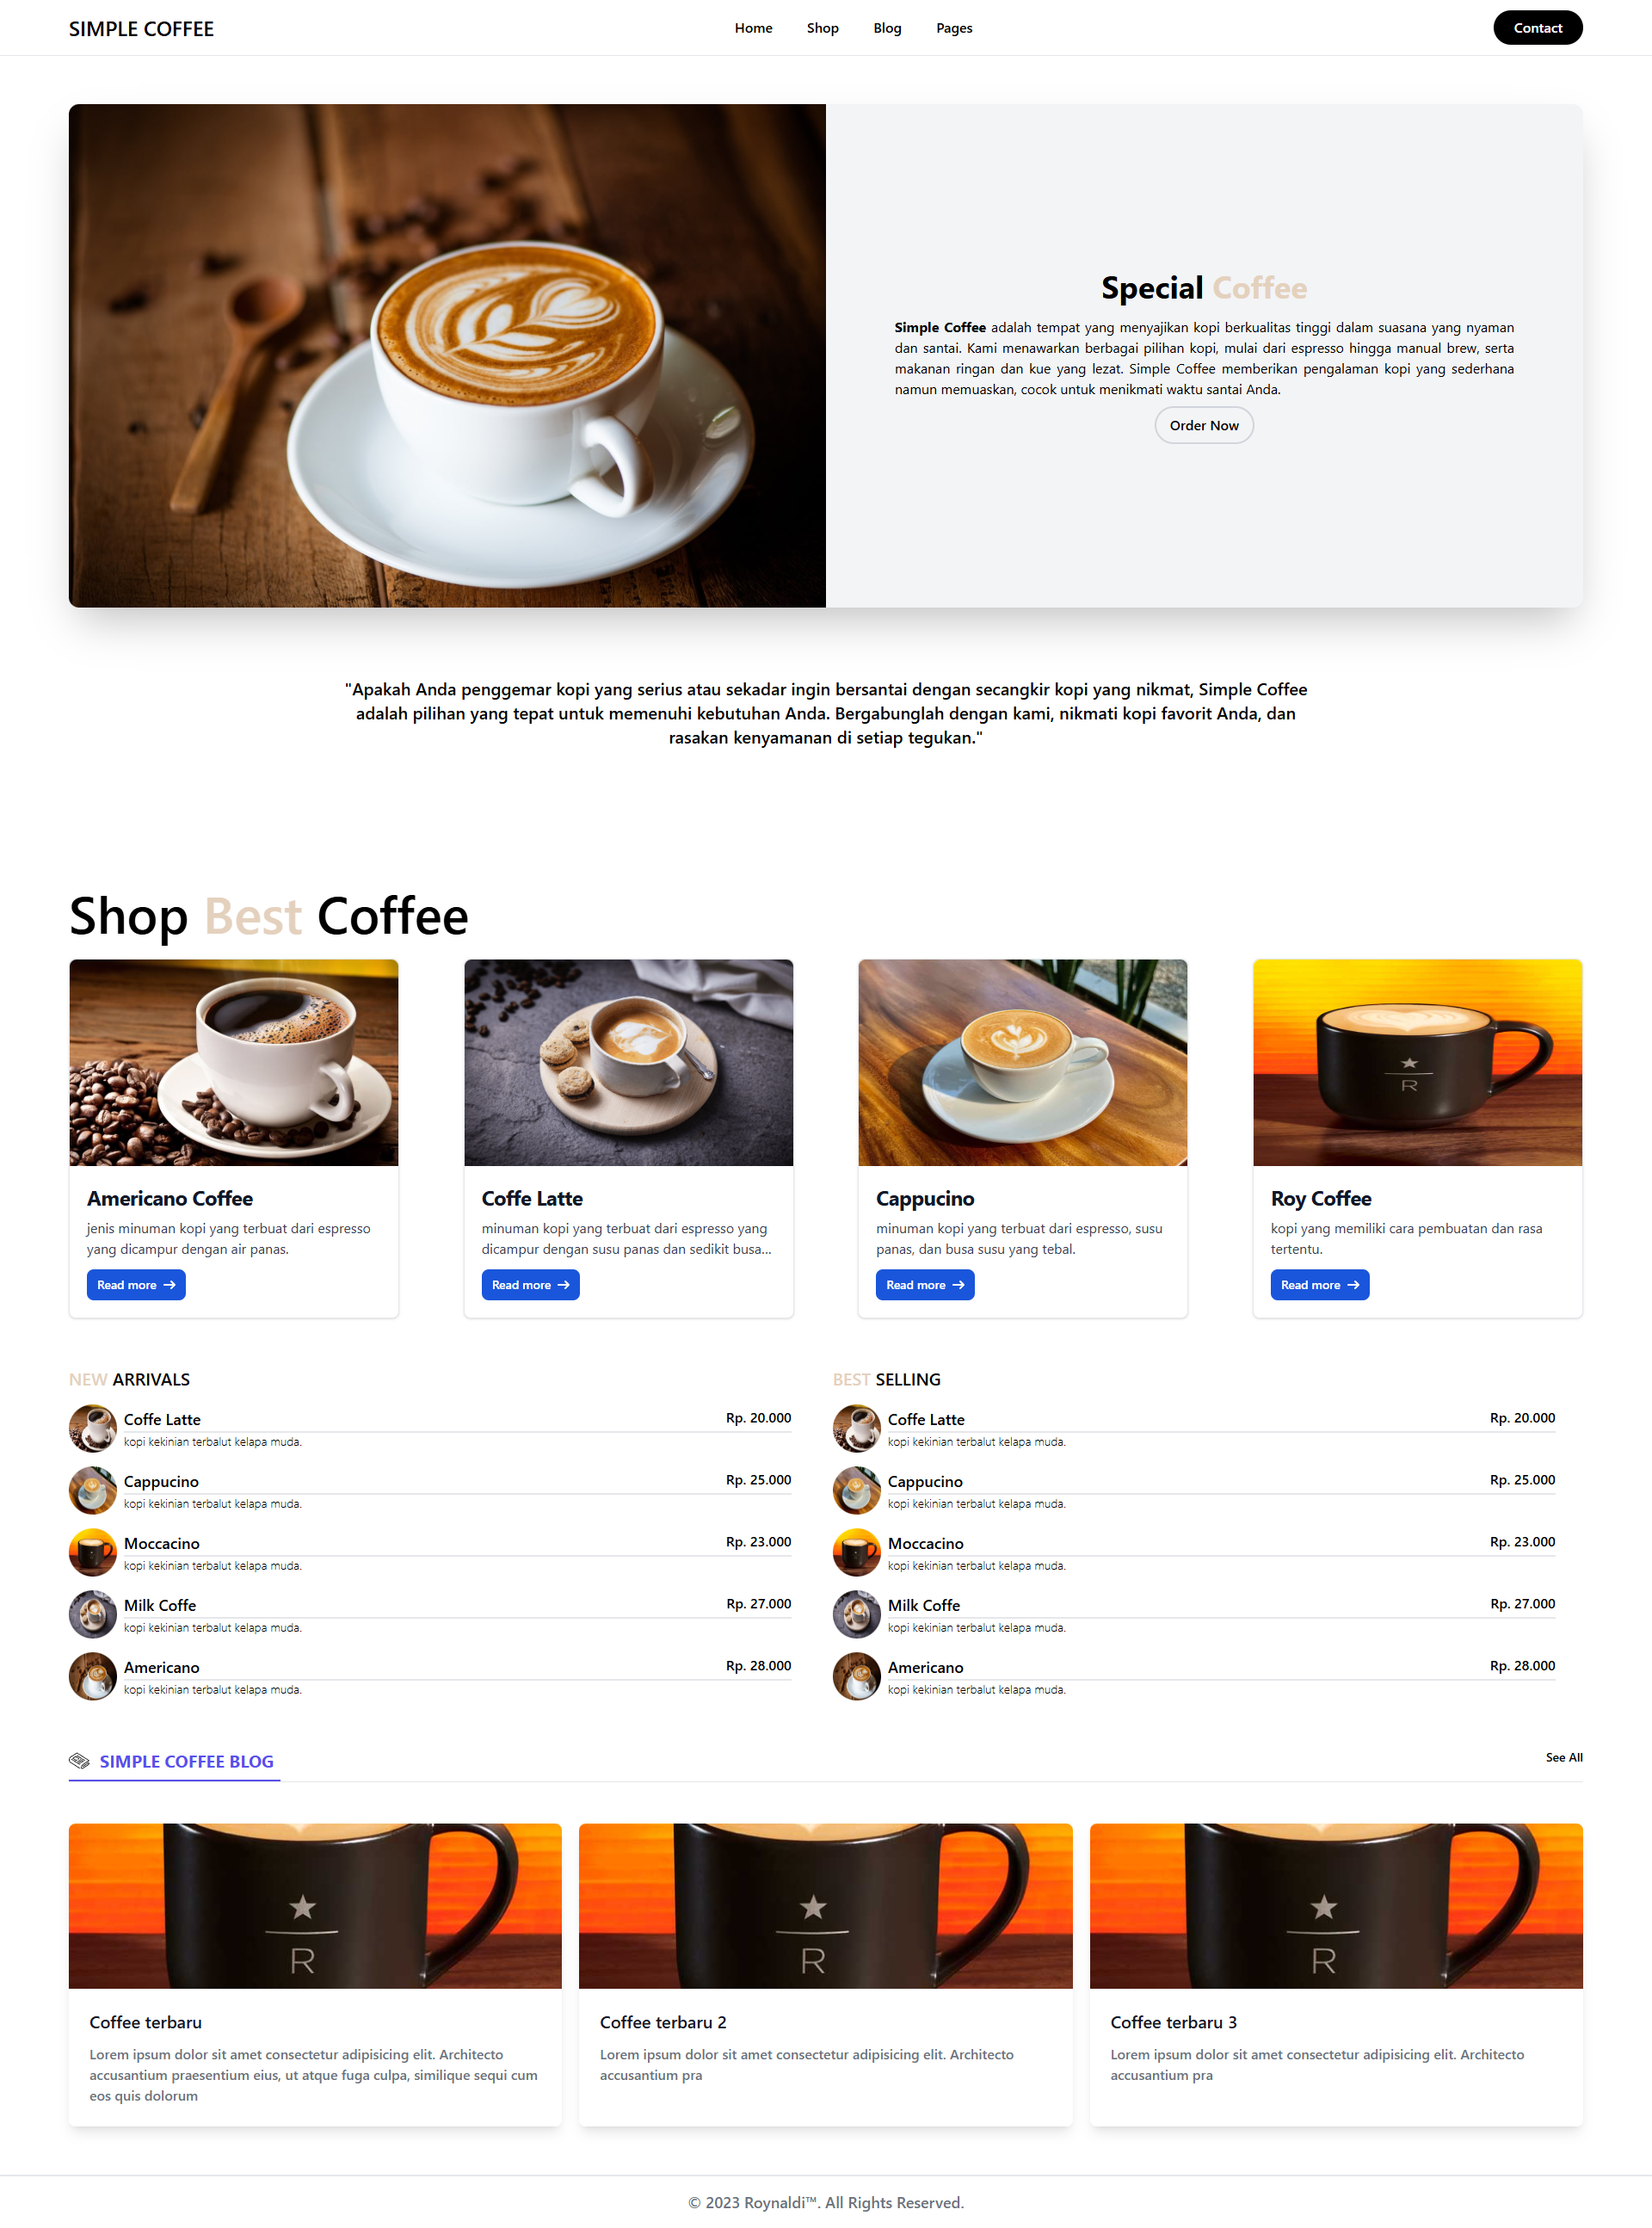 SIMPLE COFFEE
Home Shop Blog Pages
Contact
Special Coffee
Simple Coffee adalah tempat yang menyajikan kopi berkualitas tinggi dalam suasana yang nyaman
dan santai. Kami menawarkan berbagai pilihan kopi, mulai dari espresso hingga manual brew, serta
makanan ringan dan kue yang lezat. Simple Coffee memberikan pengalaman kopi yang sederhana
namun memuaskan, cocok untuk menikmati waktu santai Anda.
Order Now
"Apakah Anda penggemar kopi yang serius atau sekadar ingin bersantai dengan secangkir kopi yang nikmat, Simple Coffee
adalah pilihan yang tepat untuk memenuhi kebutuhan Anda. Bergabunglah dengan kami, nikmati kopi favorit Anda, dan
rasakan kenyamanan di setiap tegukan."
Shop Best Coffee
R
Americano Coffee
jenis minuman kopi yang terbuat dari espresso
yang dicampur dengan air panas.
Read more
Coffe Latte
minuman kopi yang terbuat dari espresso yang
dicampur dengan susu panas dan sedikit busa...
Read more
Cappucino
minuman kopi yang terbuat dari espresso, susu
panas, dan busa susu yang tebal.
Read more
Roy Coffee
kopi yang memiliki cara pembuatan dan rasa
tertentu.
Read more
NEW ARRIVALS
Coffe Latte Rp. 20.000
kopi kekinian terbalut kelapa muda.
Cappucino Rp. 25.000
kopi kekinian terbalut kelapa muda.
Moccacino Rp. 23.000
kopi kekinian terbalut kelapa muda.
Milk Coffe Rp. 27.000
kopi kekinian terbalut kelapa muda.
Americano Rp. 28.000
kopi kekinian terbalut kelapa muda.
BEST SELLING
Coffe Latte Rp. 20.000
kopi kekinian terbalut kelapa muda.
Cappucino Rp. 25.000
kopi kekinian terbalut kelapa muda.
Moccacino Rp. 23.000
kopi kekinian terbalut kelapa muda.
Milk Coffe Rp. 27.000
kopi kekinian terbalut kelapa muda.
Americano Rp. 28.000
kopi kekinian terbalut kelapa muda.
SIMPLE COFFEE BLOG
See All
R
R
R
Coffee terbaru
Lorem ipsum dolor sit amet consectetur adipisicing elit. Architecto
accusantium praesentium eius, ut atque fuga culpa, similique sequi cum
eos quis dolorum
Coffee terbaru 2
Lorem ipsum dolor sit amet consectetur adipisicing elit. Architecto
accusantium pra
Coffee terbaru 3
Lorem ipsum dolor sit amet consectetur adipisicing elit. Architecto
accusantium pra
© 2023 Roynaldi™. All Rights Reserved.